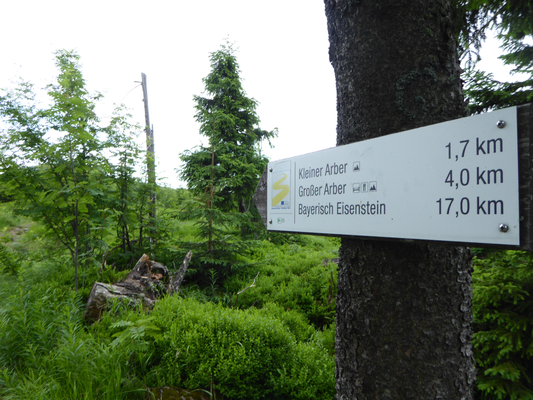 Kleiner Arber 1,7 km
Großer Arber 4,0 km
Bayerisch Eisenstein 17,0 km